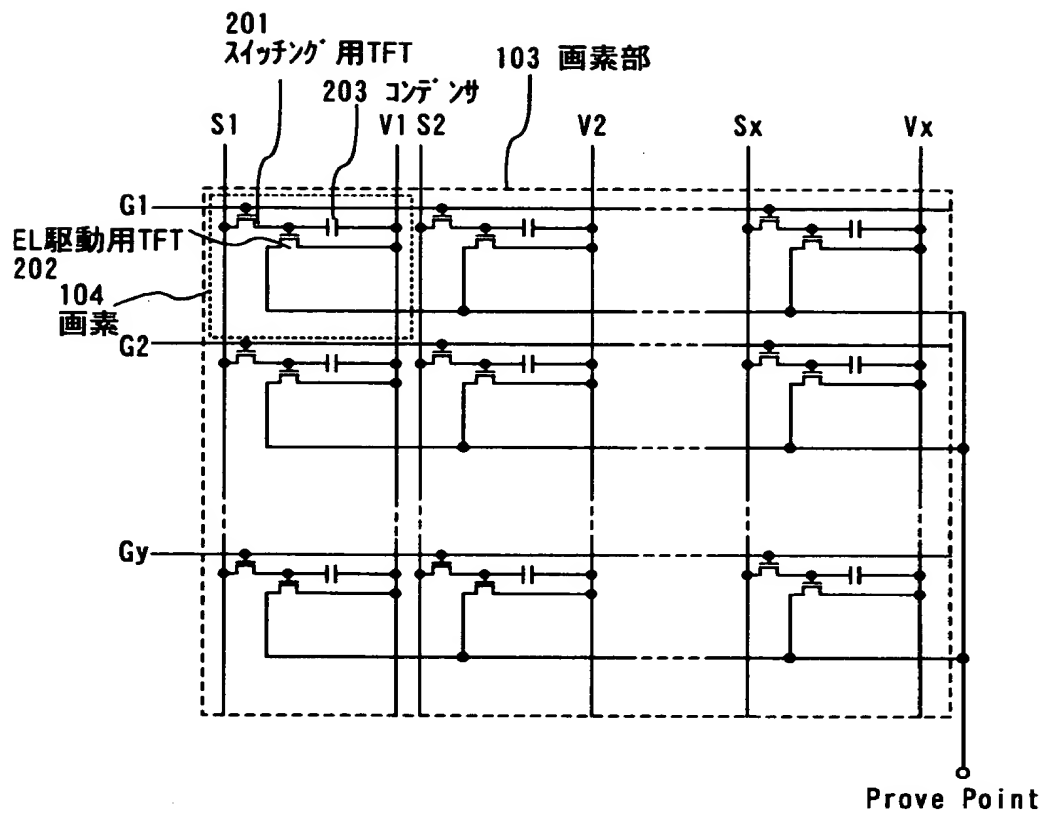 201
スイッチング用TFT
103 画素部
203 コンデンサ
S1
V1
S2
V2
Sx
Vx
G1
EL駆動用TFT
202
104
画素
G2
Gy
Prove Point